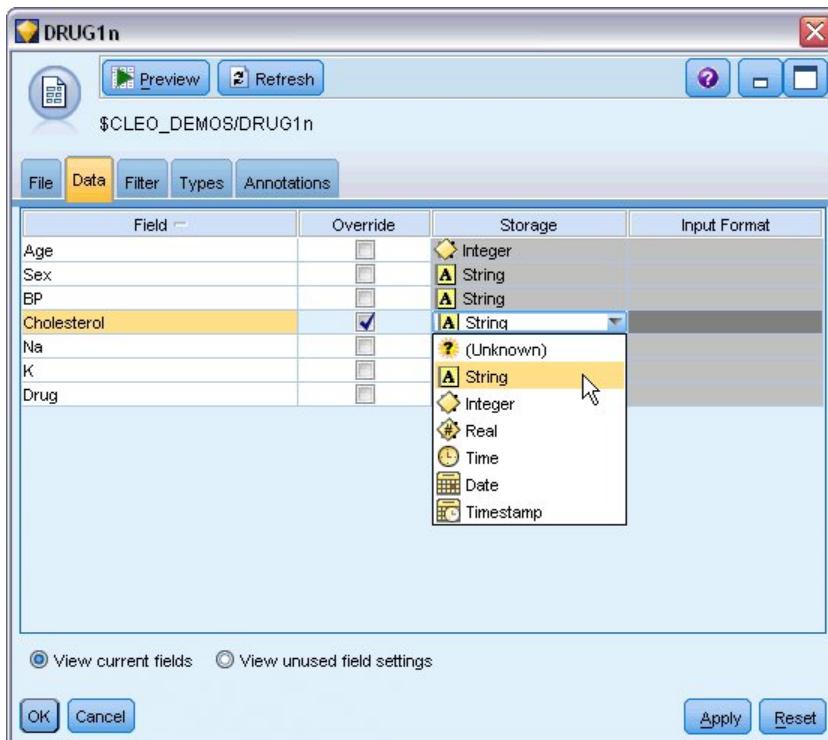 DRUG1n
Preview Refresh
$CLEO_DEMOS/DRUG1n
File Data Filter Types Annotations
Field Override Storage Input Format
Age Integer
Sex A String
BP A String
Cholesterol A String
Na ? (Unknown)
K A String
Drug Integer
# Real
Time
Date
Timestamp
View current fields View unused field settings
OK Cancel Apply Reset